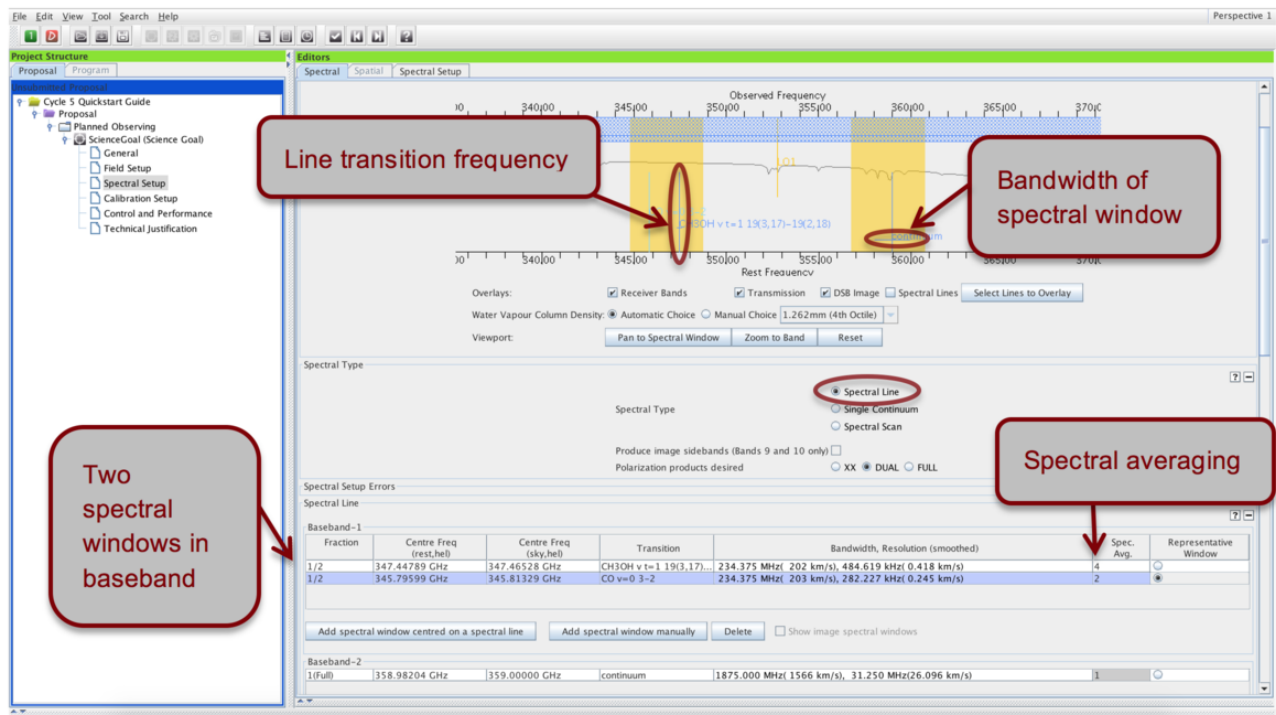 File Edit View Tool Search Help
Perspective 1
Project Structure
Proposal Program
Unsubmitted Proposal
Cycle 5 Quickstart Guide
Proposal
Planned Observing
ScienceGoal (Science Goal)
General
Field Setup
Spectral Setup
Calibration Setup
Control and Performance
Technical Justification
Editors
Spectral Spatial Spectral Setup
Observed Frequency
340|00 345|00 350|00 355|00 360|00 365|00
LO1
CH3OH v t=1 19(3,17)-19(2,18)
continuum
340|00 345|00 350|00 355|00 360|00 365|00
Rest Frequency
Line transition frequency
Bandwidth of
spectral window
Overlays: Receiver Bands Transmission DSB Image Spectral Lines Select Lines to Overlay
Water Vapour Column Density: Automatic Choice Manual Choice 1.262mm (4th Octile)
Viewport: Pan to Spectral Window Zoom to Band Reset
Spectral Type
? −
Spectral Type
Spectral Line
Single Continuum
Spectral Scan
Produce image sidebands (Bands 9 and 10 only)
Polarization products desired XX DUAL FULL
Spectral averaging
Two
spectral
windows in
baseband
Spectral Setup Errors
Spectral Line
? −
Baseband-1
Fraction Centre Freq (rest,hel) Centre Freq (sky,hel) Transition Bandwidth, Resolution (smoothed) Spec. Avg. Representative Window
1/2 347.44789 GHz 347.46528 GHz CH3OH v t=1 19(3,17)... 234.375 MHz( 202 km/s), 484.619 kHz( 0.418 km/s) 4
1/2 345.79599 GHz 345.81329 GHz CO v=0 3-2 234.375 MHz( 203 km/s), 282.227 kHz( 0.245 km/s) 2
Add spectral window centred on a spectral line Add spectral window manually Delete Show image spectral windows
Baseband-2
1(Full) 358.98204 GHz 359.00000 GHz continuum 1875.000 MHz( 1566 km/s), 31.250 MHz(26.096 km/s) 1